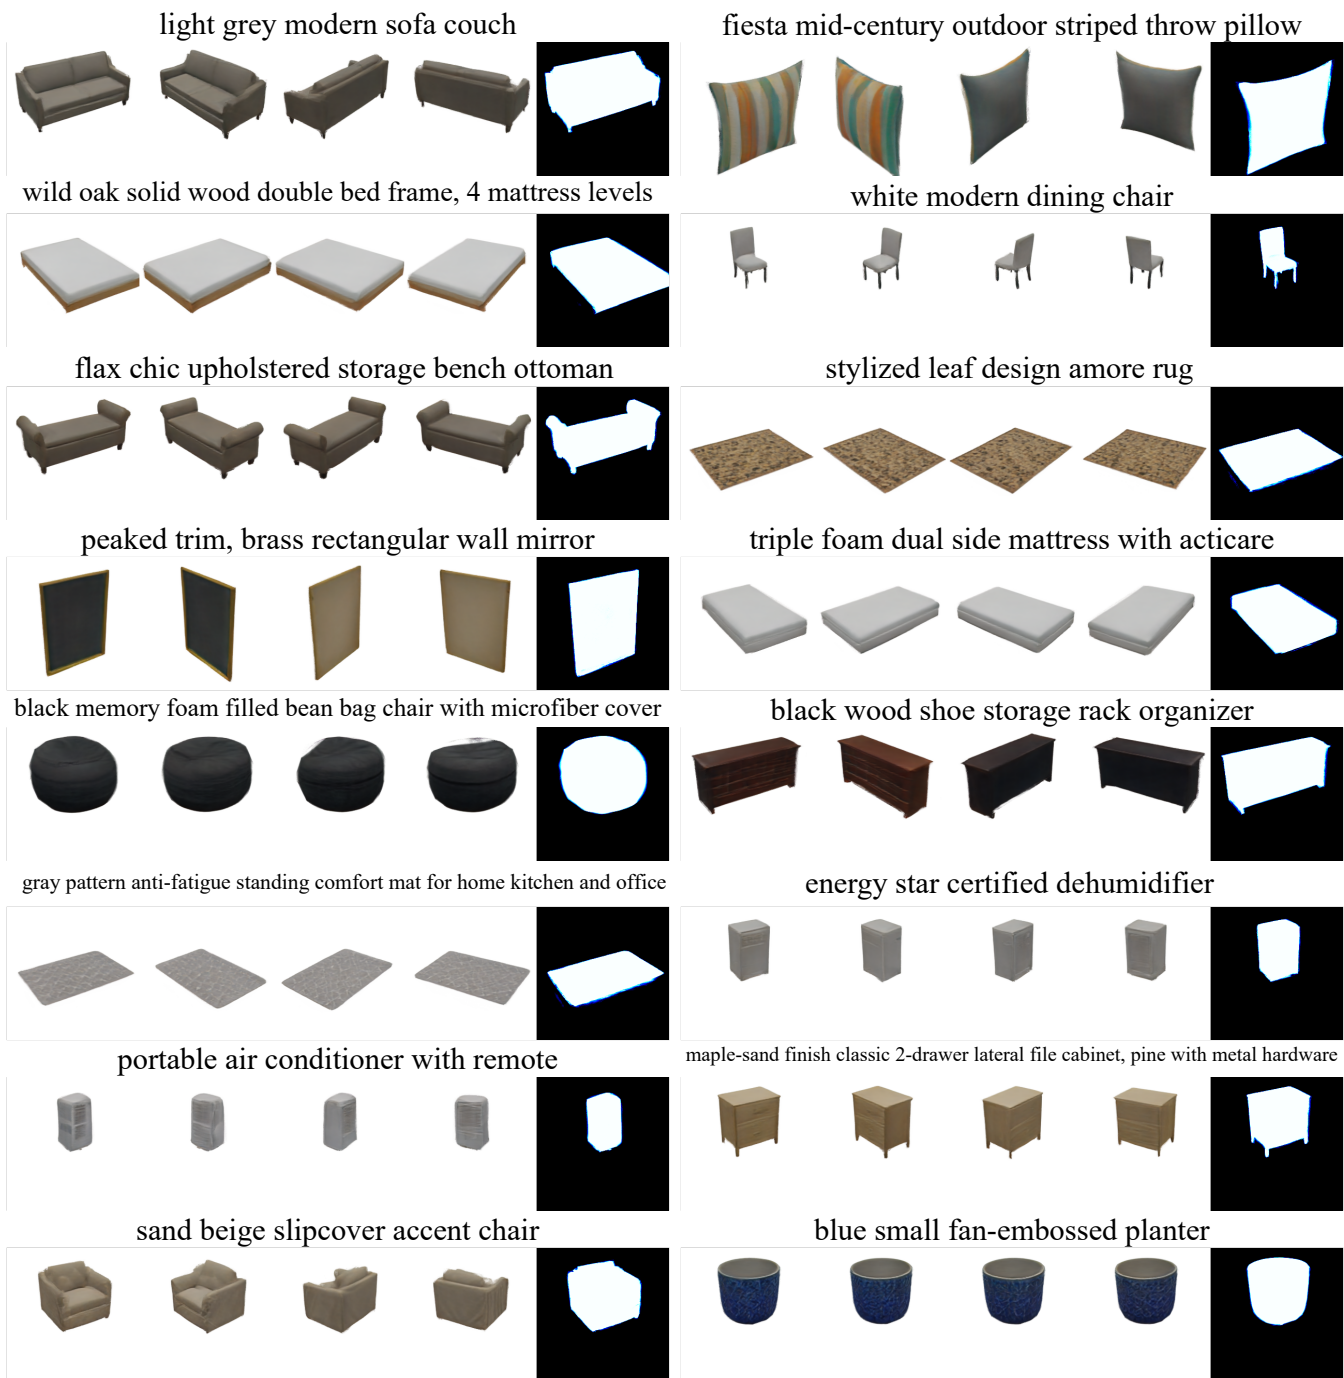 light grey modern sofa couch
fiesta mid-century outdoor striped throw pillow
wild oak solid wood double bed frame, 4 mattress levels
white modern dining chair
flax chic upholstered storage bench ottoman
stylized leaf design amore rug
peaked trim, brass rectangular wall mirror
triple foam dual side mattress with acticare
black memory foam filled bean bag chair with microfiber cover
black wood shoe storage rack organizer
gray pattern anti-fatigue standing comfort mat for home kitchen and office
energy star certified dehumidifier
portable air conditioner with remote
maple-sand finish classic 2-drawer lateral file cabinet, pine with metal hardware
sand beige slipcover accent chair
blue small fan-embossed planter